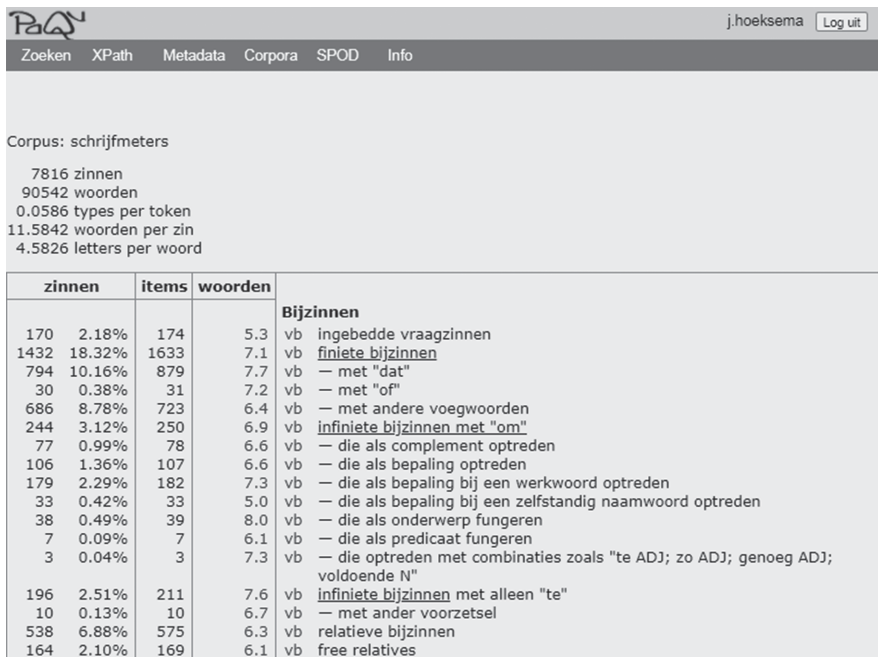 PaQu
j.hoeksema Log uit
Zoeken XPath Metadata Corpora SPOD Info
Corpus: schrijfmeters
7816 zinnen
90542 woorden
0.0586 types per token
11.5842 woorden per zin
4.5826 letters per woord
zinnen items woorden
Bijzinnen
170 2.18% 174 5.3 vb ingebedde vraagzinnen
1432 18.32% 1633 7.1 vb finiete bijzinnen
794 10.16% 879 7.7 vb — met "dat"
30 0.38% 31 7.2 vb — met "of"
686 8.78% 723 6.4 vb — met andere voegwoorden
244 3.12% 250 6.9 vb infiniete bijzinnen met "om"
77 0.99% 78 6.6 vb — die als complement optreden
106 1.36% 107 6.6 vb — die als bepaling optreden
179 2.29% 182 7.3 vb — die als bepaling bij een werkwoord optreden
33 0.42% 33 5.0 vb — die als bepaling bij een zelfstandig naamwoord optreden
38 0.49% 39 8.0 vb — die als onderwerp fungeren
7 0.09% 7 6.1 vb — die als predicaat fungeren
3 0.04% 3 7.3 vb — die optreden met combinaties zoals "te ADJ; zo ADJ; genoeg ADJ;
voldoende N"
196 2.51% 211 7.6 vb infiniete bijzinnen met alleen "te"
10 0.13% 10 6.7 vb — met ander voorzetsel
538 6.88% 575 6.3 vb relatieve bijzinnen
164 2.10% 169 6.1 vb free relatives